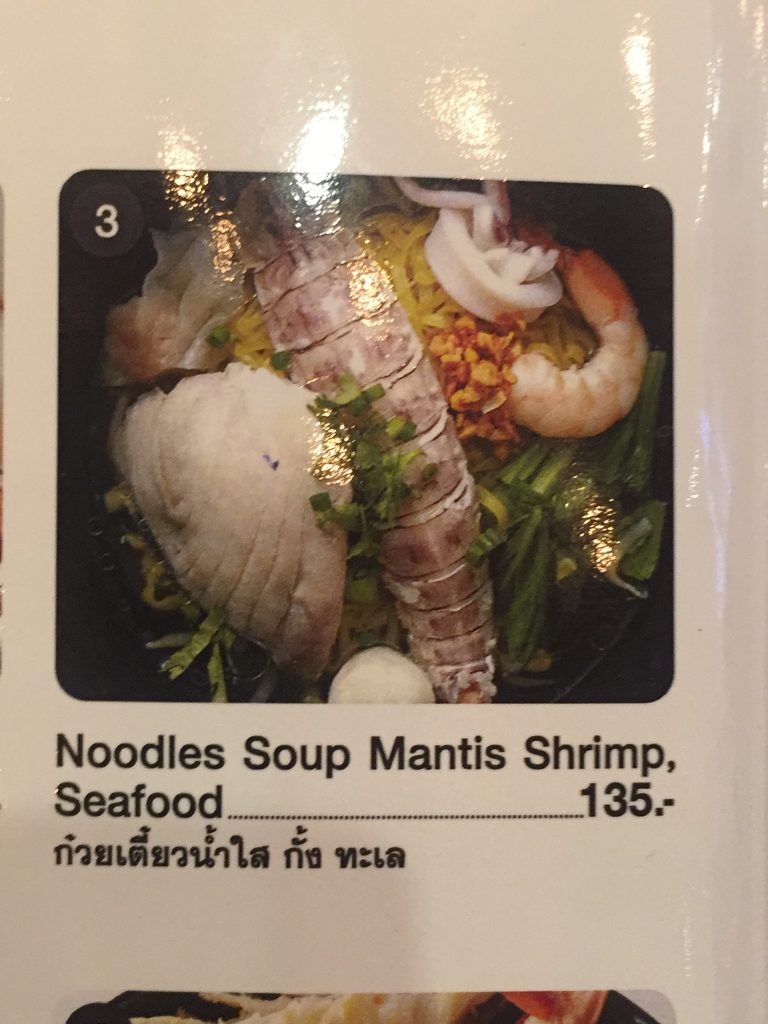 3
Noodles Soup Mantis Shrimp,
Seafood........................................................135.-
ก๋วยเตี๋ยวน้ำใส กั้ง ทะเล